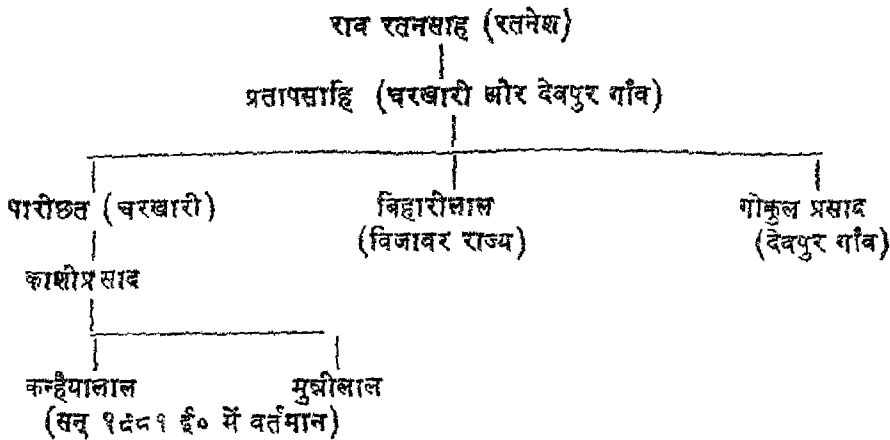 राव रतनसाह (रतनेश)
प्रतापसाहि (चरखारी और देवपुर गाँव)
पारीछत (चरखारी) बिहारीलाल गोकुल प्रसाद
(विजावर राज्य) (देवपुर गाँव)
काशीप्रसाद
कन्हैयालाल मुन्नीलाल
(सन् १८८१ ई० में वर्तमान)